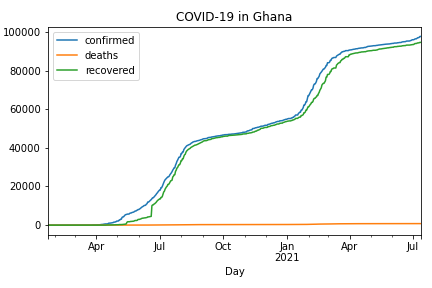 COVID-19 in Ghana
confirmed
deaths
recovered
100000
80000
60000
40000
20000
0
Apr Jul Oct Jan Apr Jul
2021
Day